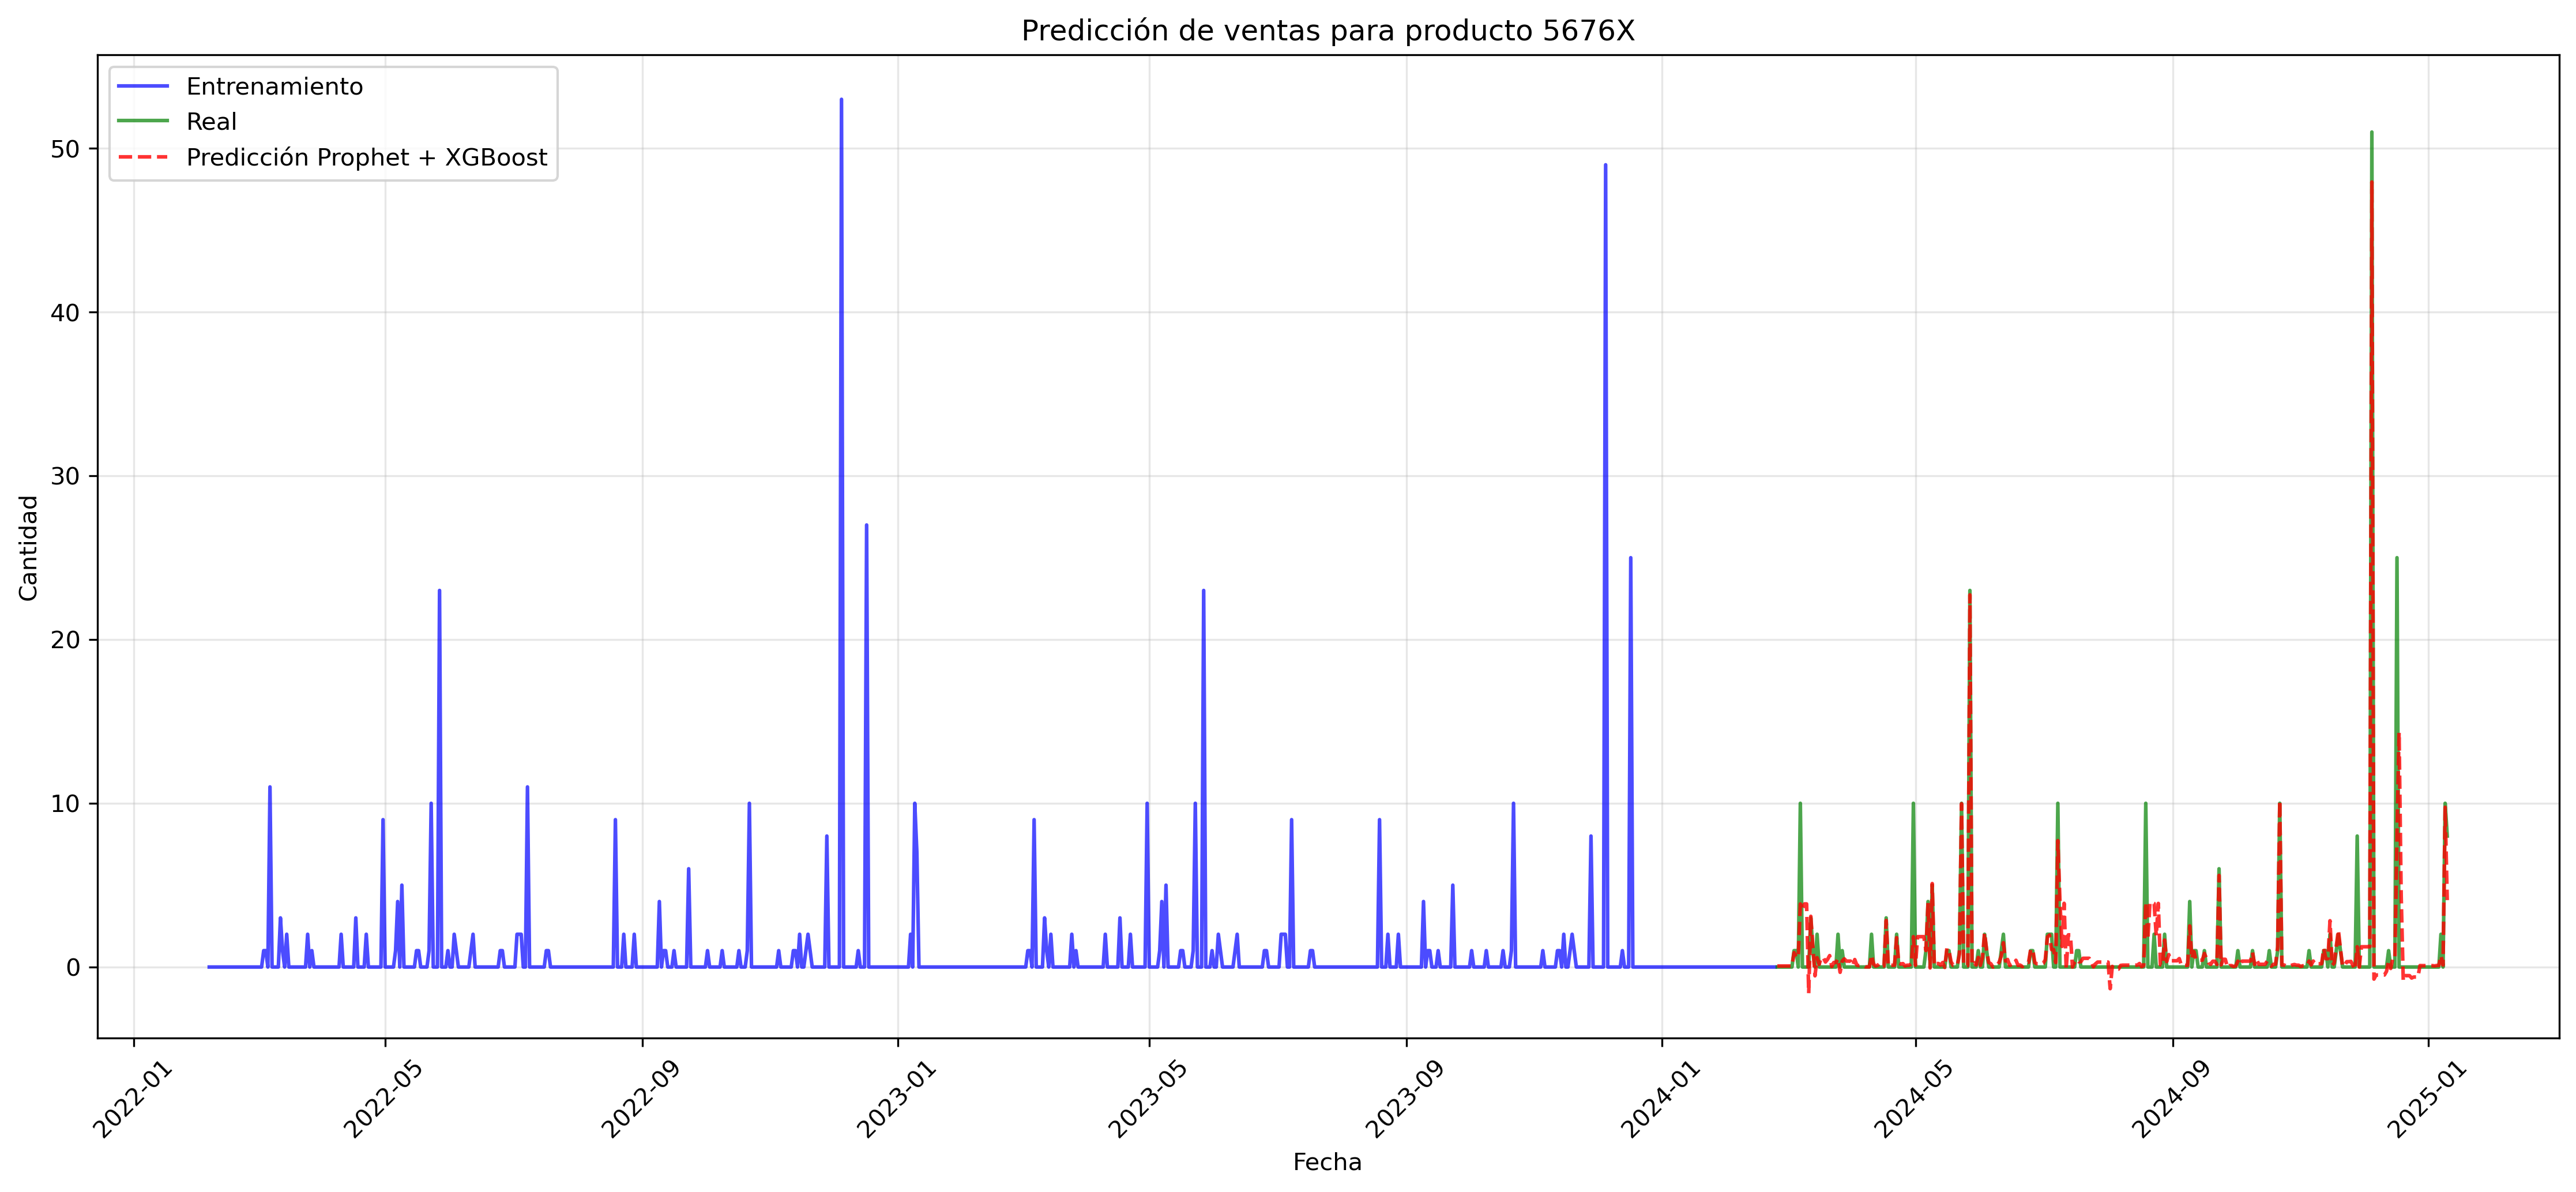 Predicción de ventas para producto 5676X
Entrenamiento
Real
Predicción Prophet + XGBoost
Cantidad
50
40
30
20
10
0
2022-01
2022-05
2022-09
2023-01
2023-05
2023-09
2024-01
2024-05
2024-09
2025-01
Fecha